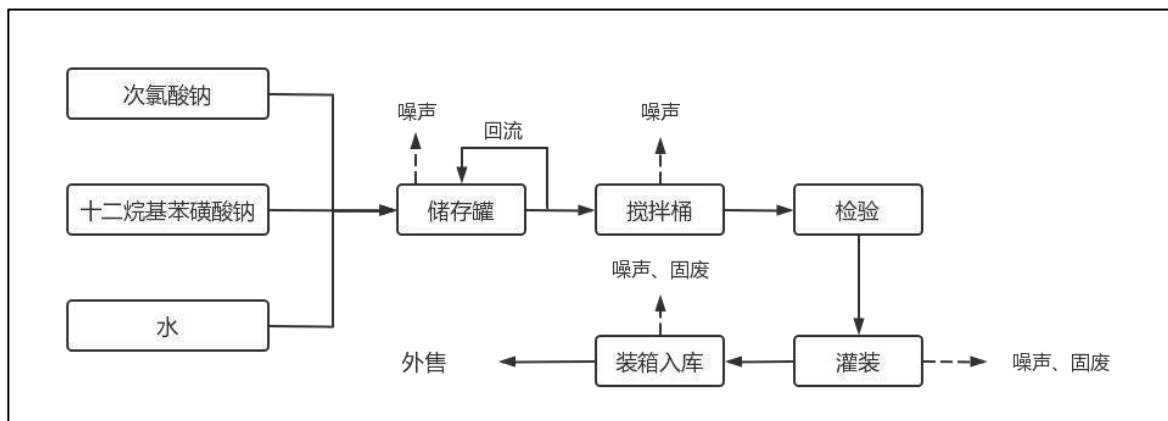 次氯酸钠
噪声
噪声
回流
十二烷基苯磺酸钠
储存罐
搅拌桶
检验
噪声、固废
水
外售
装箱入库
灌装
噪声、固废